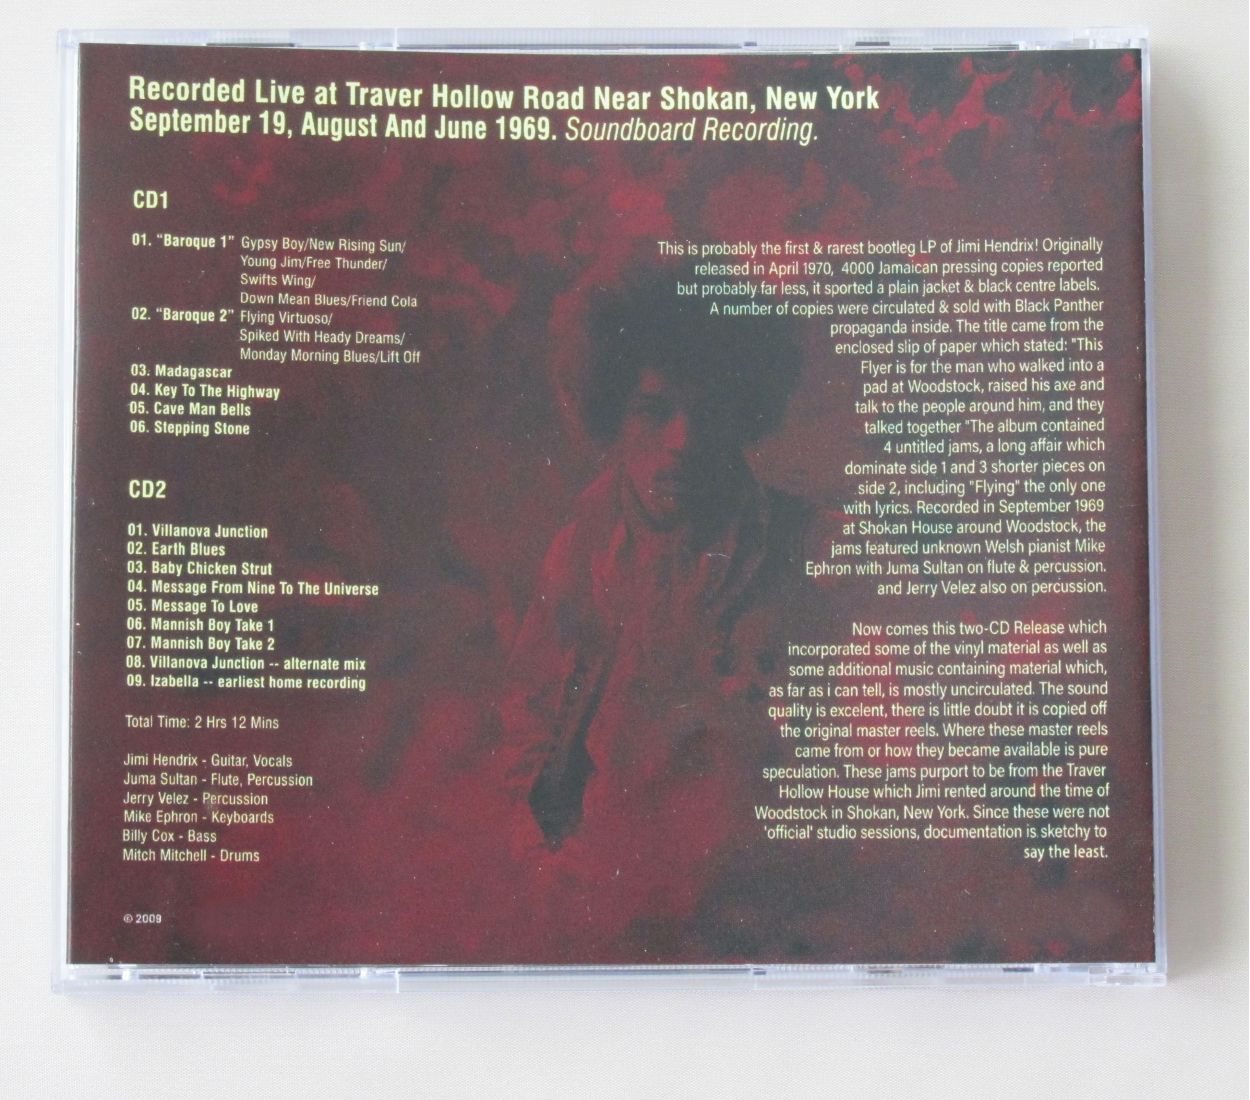 Recorded Live at Traver Hollow Road Near Shokan, New York
September 19, August And June 1969. Soundboard Recording.
CD1
01. “Baroque 1” Gypsy Boy/New Rising Sun/
Young Jim/Free Thunder/
Swifts Wing/
Down Mean Blues/Friend Cola
02. “Baroque 2” Flying Virtuoso/
Spiked With Heady Dreams/
Monday Morning Blues/Lift Off
03. Madagascar
04. Key To The Highway
05. Cave Man Bells
06. Stepping Stone
CD2
01. Villanova Junction
02. Earth Blues
03. Baby Chicken Strut
04. Message From Nine To The Universe
05. Message To Love
06. Mannish Boy Take 1
07. Mannish Boy Take 2
08. Villanova Junction -- alternate mix
09. Izabella -- earliest home recording
Total Time: 2 Hrs 12 Mins
Jimi Hendrix - Guitar, Vocals
Juma Sultan - Flute, Percussion
Jerry Velez - Percussion
Mike Ephron - Keyboards
Billy Cox - Bass
Mitch Mitchell - Drums
© 2009
This is probably the first & rarest bootleg LP of Jimi Hendrix! Originally
released in April 1970, 4000 Jamaican pressing copies reported
but probably far less, it sported a plain jacket & black centre labels.
A number of copies were circulated & sold with Black Panther
propaganda inside. The title came from the
enclosed slip of paper which stated: "This
Flyer is for the man who walked into a
pad at Woodstock, raised his axe and
talk to the people around him, and they
talked together "The album contained
4 untitled jams, a long affair which
dominate side 1 and 3 shorter pieces on
side 2, including "Flying" the only one
with lyrics. Recorded in September 1969
at Shokan House around Woodstock, the
jams featured unknown Welsh pianist Mike
Ephron with Juma Sultan on flute & percussion.
and Jerry Velez also on percussion.
Now comes this two-CD Release which
incorporated some of the vinyl material as well as
some additional music containing material which,
as far as i can tell, is mostly uncirculated. The sound
quality is excelent, there is little doubt it is copied off
the original master reels. Where these master reels
came from or how they became available is pure
speculation. These jams purport to be from the Traver
Hollow House which Jimi rented around the time of
Woodstock in Shokan, New York. Since these were not
'official' studio sessions, documentation is sketchy to
say the least.